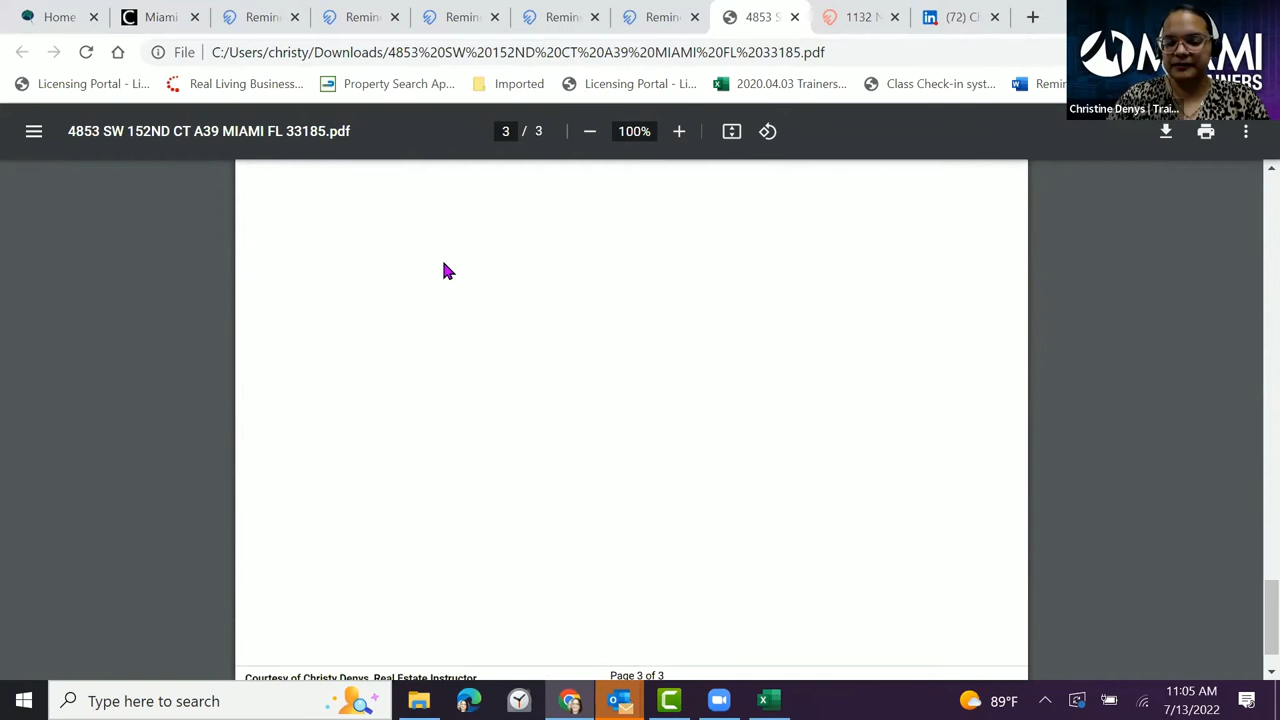 Home
Miami
Remin
Remin
Remin
Remin
Remin
4853 S
1132 N
(72) Ch
File
C:/Users/christy/Downloads/4853%20SW%20152ND%20CT%20A39%20MIAMI%20FL%2033185.pdf
Licensing Portal - Li...
Real Living Business...
Property Search Ap...
Imported
Licensing Portal - Li...
2020.04.03 Trainers...
Class Check-in syst...
Remin
Christine Denys | Trai...
4853 SW 152ND CT A39 MIAMI FL 33185.pdf
3 / 3
100%
Courtesy of Christy Denys, Real Estate Instructor
Page 3 of 3
Type here to search
89°F
11:05 AM
7/13/2022